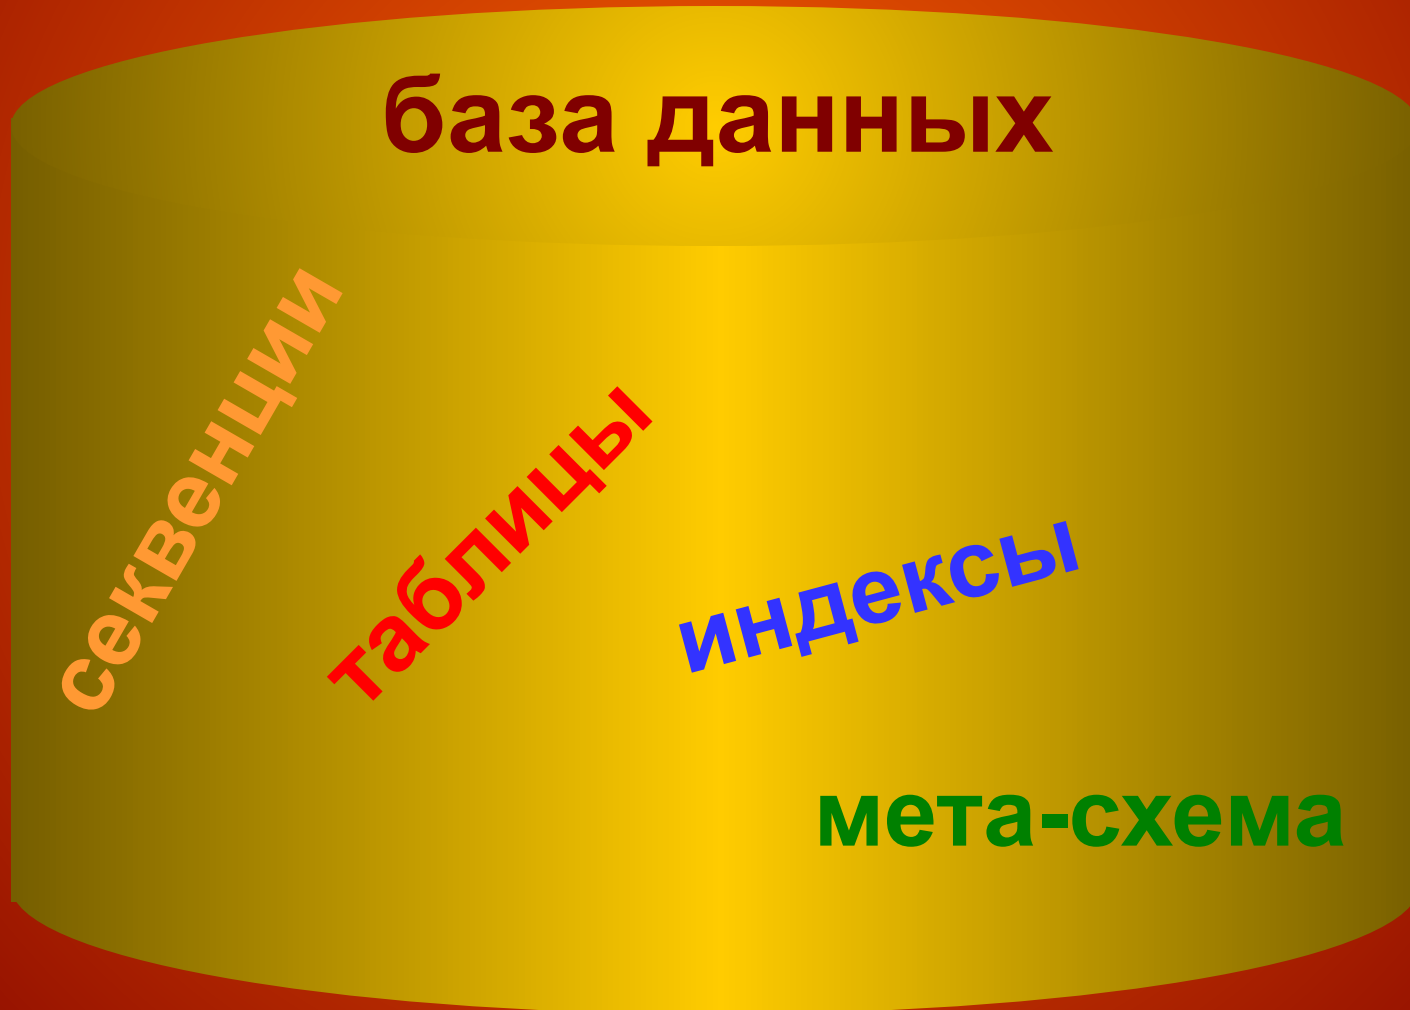 база данных
секвенции
таблицы
индексы
мета-схема